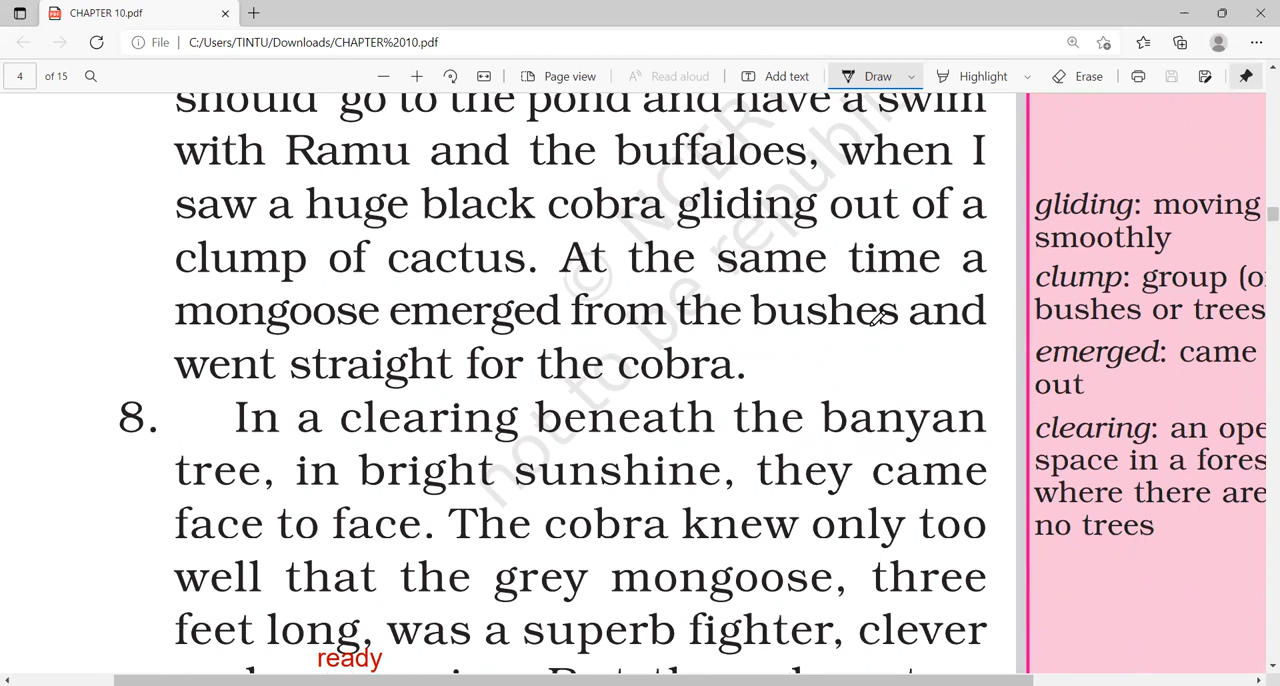 CHAPTER 10.pdf
File | C:/Users/TINTU/Downloads/CHAPTER%2010.pdf
4 of 15 Page view Read aloud Add text Draw Highlight Erase
should go to the pond and have a swim
with Ramu and the buffaloes, when I
saw a huge black cobra gliding out of a
clump of cactus. At the same time a
mongoose emerged from the bushes and
went straight for the cobra.
8. In a clearing beneath the banyan
tree, in bright sunshine, they came
face to face. The cobra knew only too
well that the grey mongoose, three
feet long, was a superb fighter, clever
ready
gliding: moving
smoothly
clump: group (o
bushes or trees
emerged: came
out
clearing: an ope
space in a fores
where there are
no trees
© NCER
not to be republi